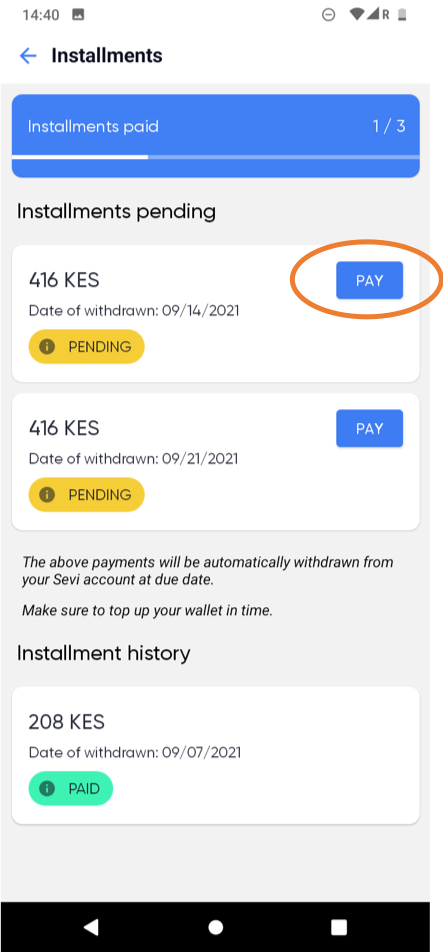 14:40 R
Installments
Installments paid 1 / 3
Installments pending
416 KES PAY
Date of withdrawn: 09/14/2021
PENDING
416 KES PAY
Date of withdrawn: 09/21/2021
PENDING
The above payments will be automatically withdrawn from
your Sevi account at due date.
Make sure to top up your wallet in time.
Installment history
208 KES
Date of withdrawn: 09/07/2021
PAID